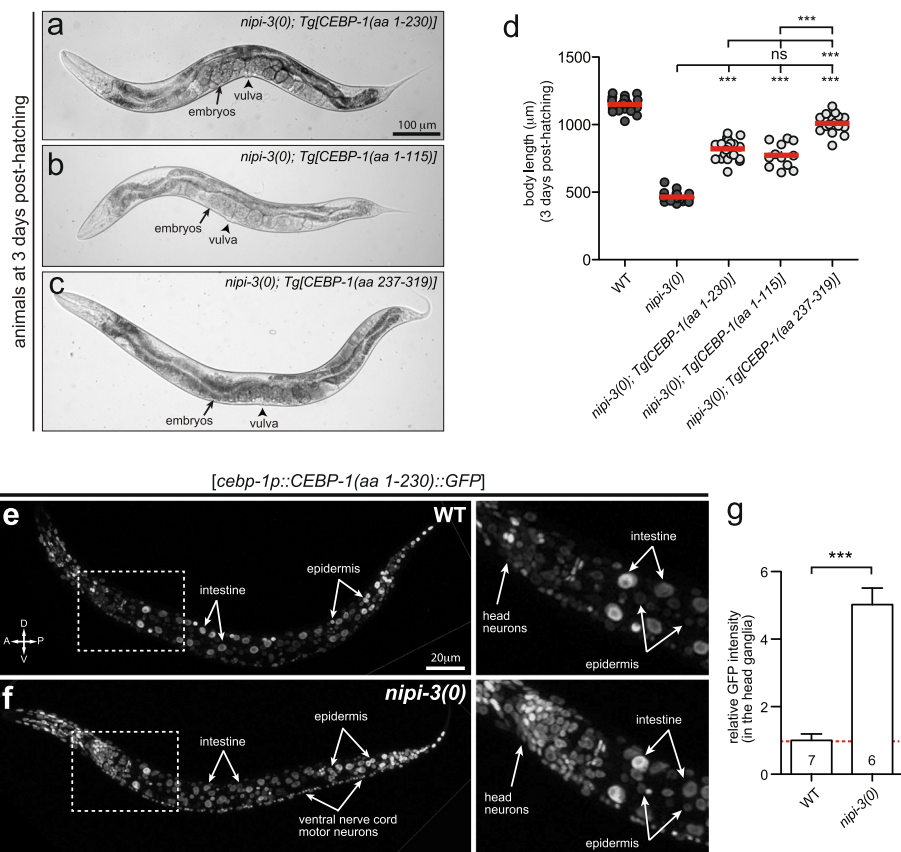 animals at 3 days post-hatching
a
nipi-3(0); Tg[CEBP-1(aa 1-230)]
embryos
vulva
100 µm
b
nipi-3(0); Tg[CEBP-1(aa 1-115)]
embryos
vulva
c
nipi-3(0); Tg[CEBP-1(aa 237-319)]
embryos
vulva
d
***
ns
***
***
***
***
body length (µm)
(3 days post-hatching)
1500
1000
500
0
WT
nipi-3(0)
nipi-3(0); Tg[CEBP-1(aa 1-230)]
nipi-3(0); Tg[CEBP-1(aa 1-115)]
nipi-3(0); Tg[CEBP-1(aa 237-319)]
[cebp-1p::CEBP-1(aa 1-230)::GFP]
e
WT
intestine
epidermis
D
A
P
V
20µm
intestine
head
neurons
epidermis
f
nipi-3(0)
intestine
epidermis
ventral nerve cord
motor neurons
intestine
head
neurons
epidermis
g
***
relative GFP intensity
(in the head ganglia)
6
4
2
0
7
6
WT
nipi-3(0)